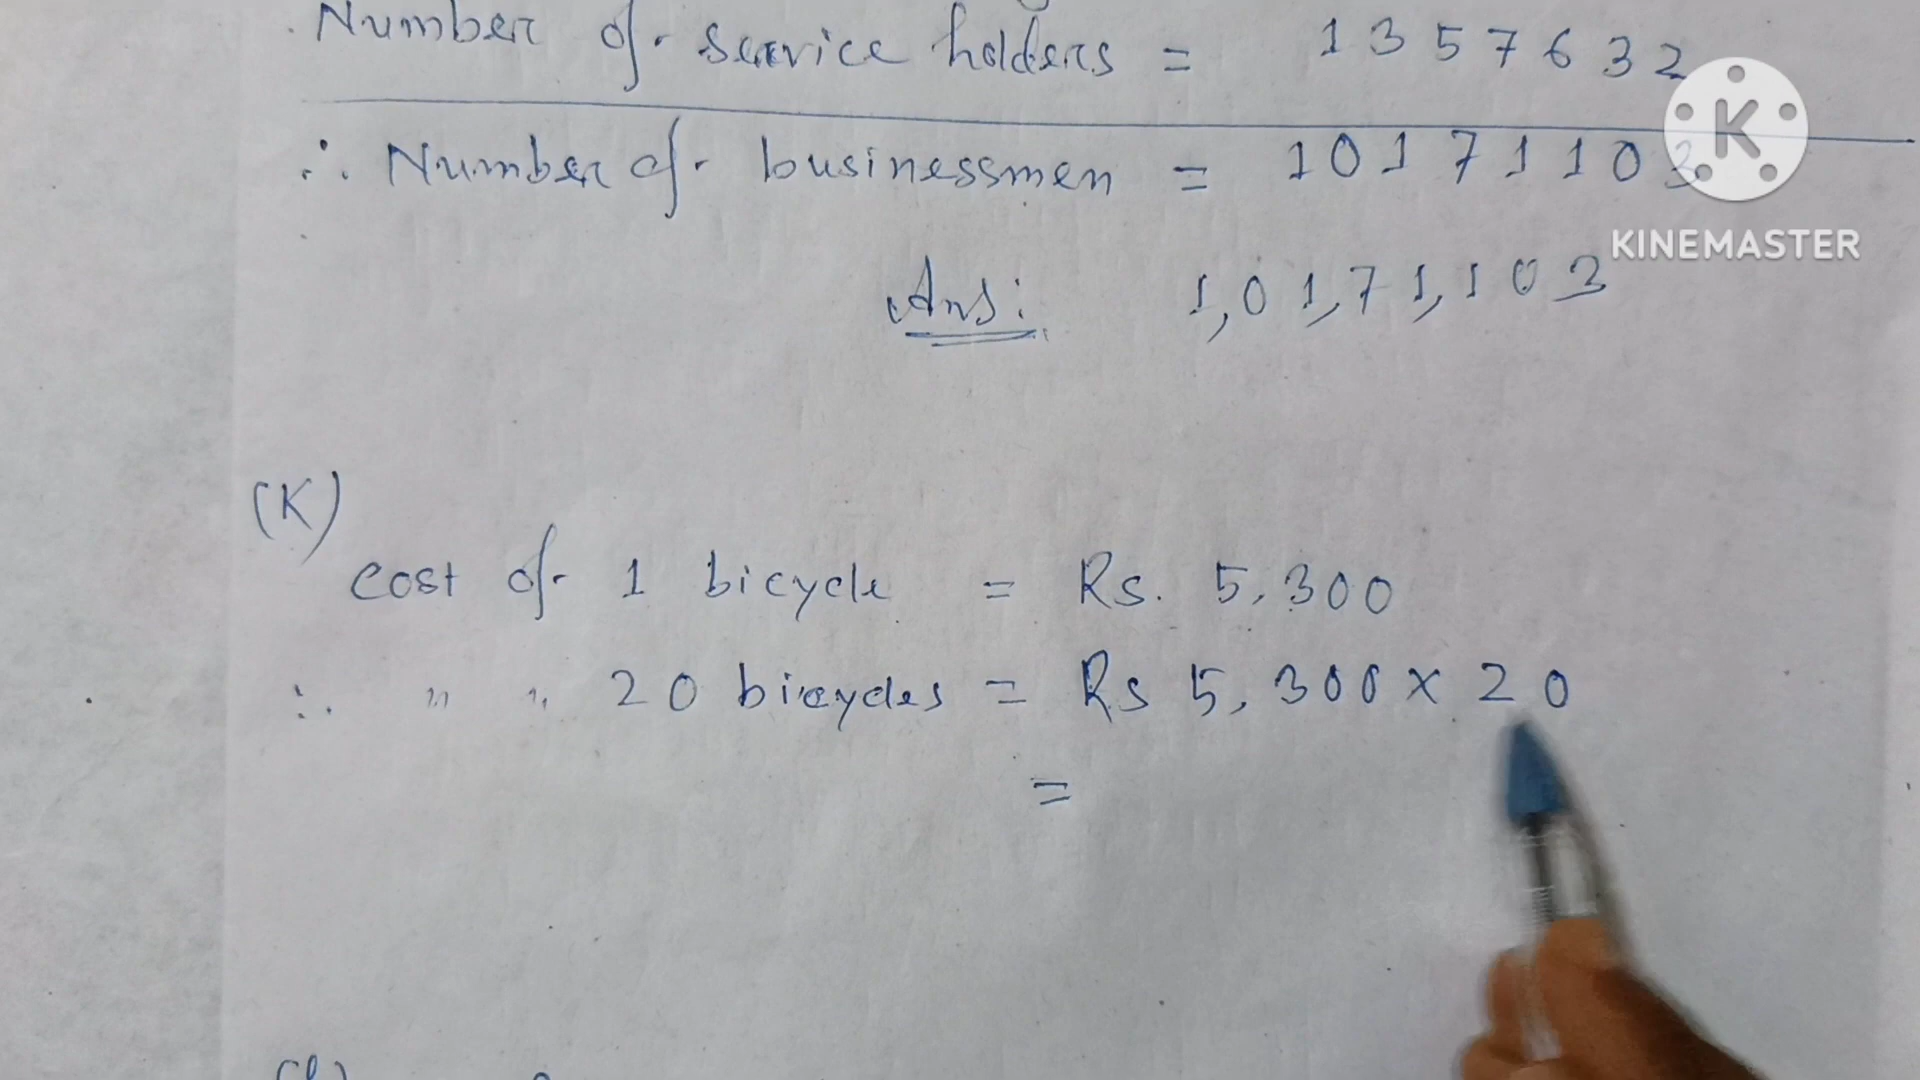 Number of service holders = 1357632
∴ Number of businessmen = 10171103
K
KINEMASTER
Ans: 1,01,71,103
(K)
Cost of 1 bicycle = Rs. 5,300
∴ " " 20 bicycles = Rs 5,300 x 20
=